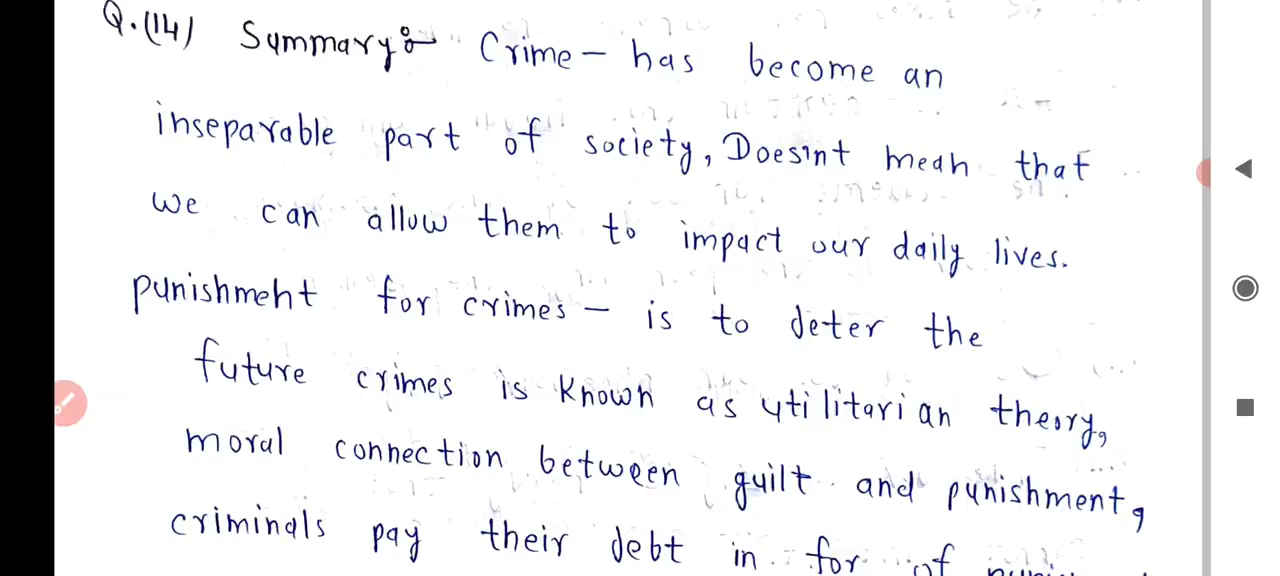 Q.(14) Summary:- Crime - has become an
inseparable part of society, Doesint mean that
we can allow them to impact our daily lives.
punishment for crimes - is to deter the
future crimes is known as utilitarian theory,
moral connection between guilt and punishment,
criminals pay their debt in for of